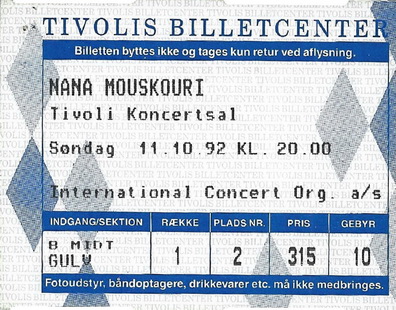 TIVOLIS BILLETCENTER
Billetten byttes ikke og tages kun retur ved aflysning.
NANA MOUSKOURI
Tivoli Koncertsal
Søndag 11.10.92 KL. 20.00
International Concert Org. a/s
INDGANG/SEKTION RÆKKE PLADS NR. PRIS GEBYR
B MIDT
GULV 1 2 315 10
Fotoudstyr, båndoptagere, drikkevarer etc. må ikke medbringes.